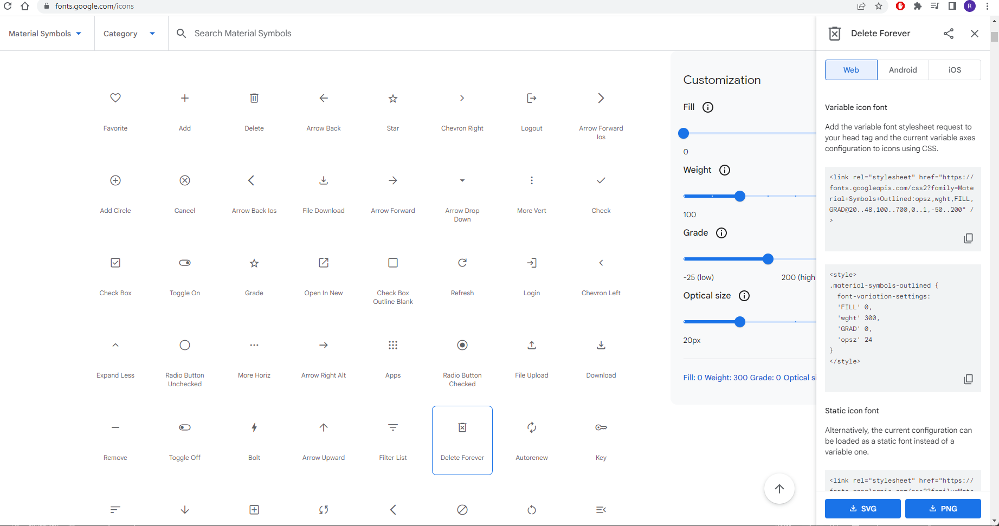 fonts.google.com/icons
R
Material Symbols
Category
Search Material Symbols
Favorite
Add
Delete
Arrow Back
Star
Chevron Right
Logout
Arrow Forward
Ios
Add Circle
Cancel
Arrow Back Ios
File Download
Arrow Forward
Arrow Drop
Down
More Vert
Check
Check Box
Toggle On
Grade
Open In New
Check Box
Outline Blank
Refresh
Login
Chevron Left
Expand Less
Radio Button
Unchecked
More Horiz
Arrow Right Alt
Apps
Radio Button
Checked
File Upload
Download
Remove
Toggle Off
Bolt
Arrow Upward
Filter List
Delete Forever
Autorenew
Key
Customization
Fill
0
Weight
100
Grade
-25 (low)
200 (high
Optical size
20px
Fill: 0 Weight: 300 Grade: 0 Optical si
Delete Forever
Web
Android
iOS
Variable icon font
Add the variable font stylesheet request to
your head tag and the current variable axes
configuration to icons using CSS.
<link rel="stylesheet" href="https://
fonts.googleapis.com/css2?family=Mate
rial+Symbols+Outlined:opsz,wght,FILL,
GRAD@20..48,100..700,0..1,-50..200" /
>
<style>
.material-symbols-outlined {
font-variation-settings:
'FILL' 0,
'wght' 300,
'GRAD' 0,
'opsz' 24
}
</style>
Static icon font
Alternatively, the current configuration can
be loaded as a static font instead of a
variable one.
<link rel="stylesheet" href="https://
fonts.googleapis.com/css2?family=Mate
SVG
PNG